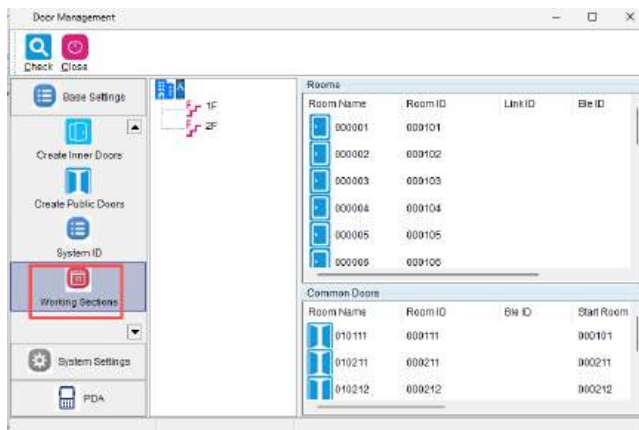 Door Management
Check Close
Base Settings
Create Inner Doors
Create Public Doors
System ID
Working Sections
System Settings
PDA
A
1F
2F
Rooms
Room Name Room ID Link ID Ble ID
000001 000101
000002 000102
000003 000103
000004 000104
000005 000105
000006 000106
Common Doors
Room Name Room ID Ble ID Start Room
010111 000111 000101
010211 000211 000211
010212 000212 000212